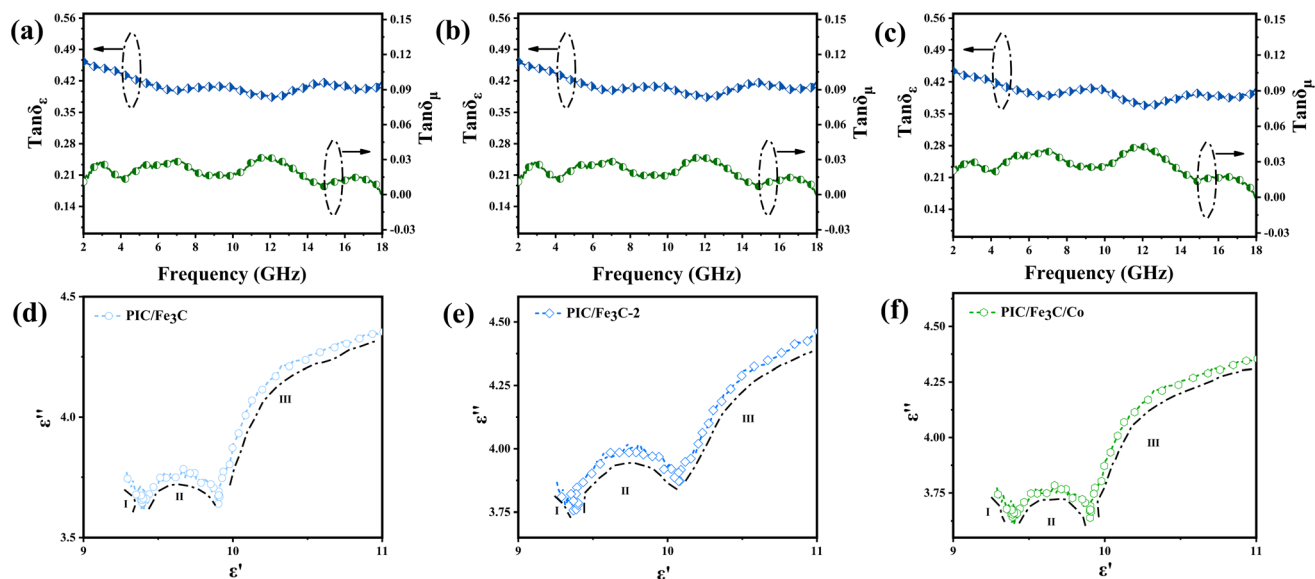 (a)
0.56
0.49
0.42
0.35
0.28
0.21
0.14
Tanδε
0.15
0.12
0.09
0.06
0.03
0.00
-0.03
Tanδμ
2 4 6 8 10 12 14 16 18
Frequency (GHz)
(b)
0.56
0.49
0.42
0.35
0.28
0.21
0.14
Tanδε
0.15
0.12
0.09
0.06
0.03
0.00
-0.03
Tanδμ
2 4 6 8 10 12 14 16 18
Frequency (GHz)
(c)
0.56
0.49
0.42
0.35
0.28
0.21
0.14
Tanδε
0.15
0.12
0.09
0.06
0.03
0.00
-0.03
Tanδμ
2 4 6 8 10 12 14 16 18
Frequency (GHz)
(d)
4.5
4.0
3.5
ε''
PIC/Fe3C
I
II
III
9 10 11
ε'
(e)
4.50
4.25
4.00
3.75
ε''
PIC/Fe3C-2
I
II
III
9 10 11
ε'
(f)
4.50
4.25
4.00
3.75
ε''
PIC/Fe3C/Co
I
II
III
9 10 11
ε'